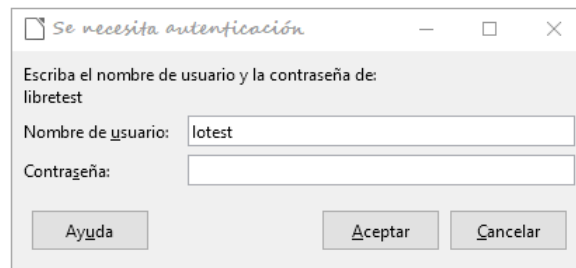 Se necesita autenticación
Escriba el nombre de usuario y la contraseña de:
libretest
Nombre de usuario: lotest
Contraseña:
Ayuda Aceptar Cancelar